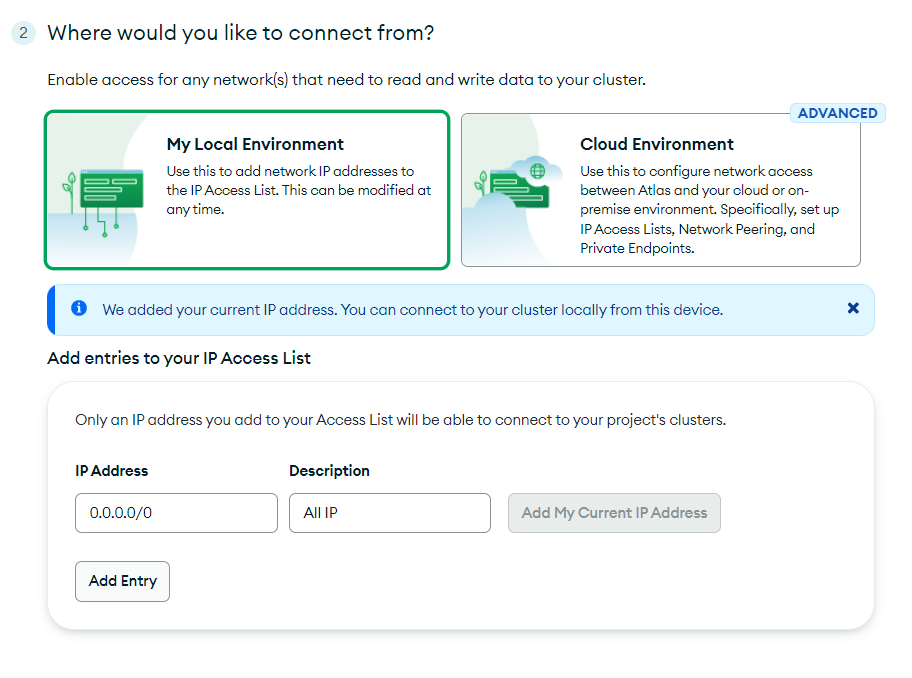 2 Where would you like to connect from?
Enable access for any network(s) that need to read and write data to your cluster.
ADVANCED
My Local Environment
Use this to add network IP addresses to
the IP Access List. This can be modified at
any time.
Cloud Environment
Use this to configure network access
between Atlas and your cloud or on-
premise environment. Specifically, set up
IP Access Lists, Network Peering, and
Private Endpoints.
We added your current IP address. You can connect to your cluster locally from this device.
Add entries to your IP Access List
Only an IP address you add to your Access List will be able to connect to your project's clusters.
IP Address Description
0.0.0.0/0 All IP Add My Current IP Address
Add Entry